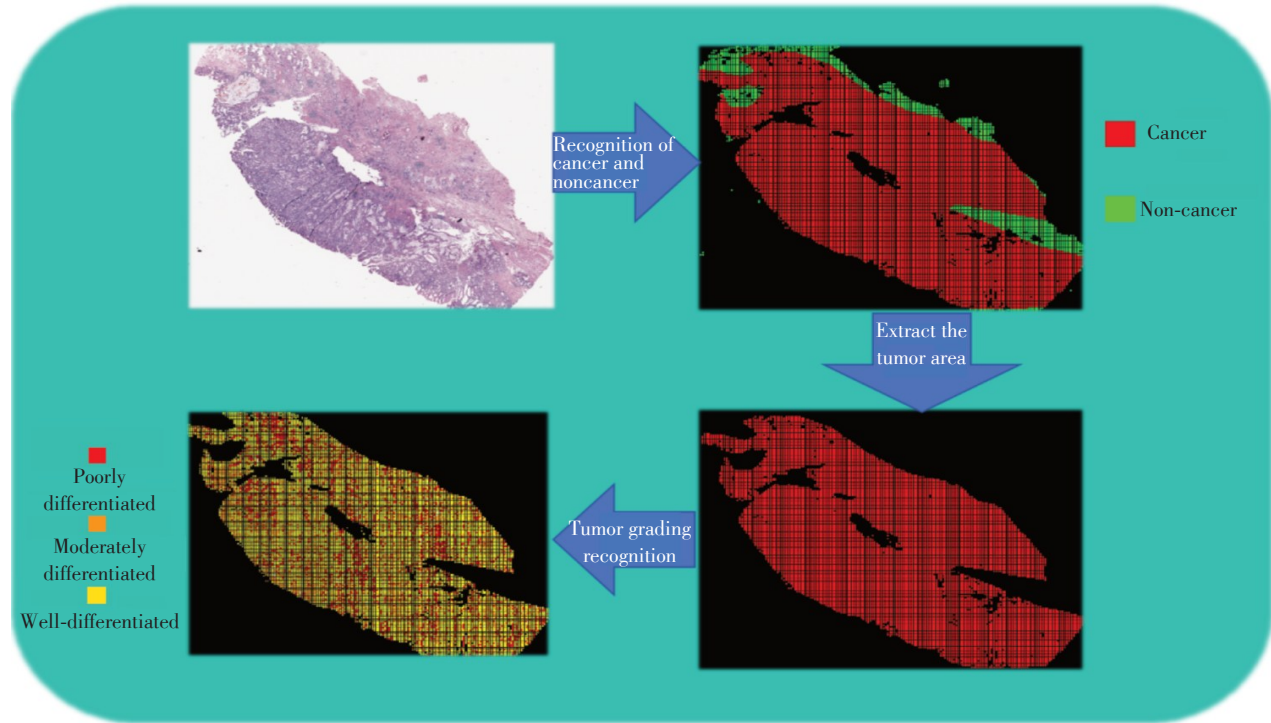 Recognition of
cancer and
noncancer
Cancer
Non-cancer
Extract the
tumor area
Tumor grading
recognition
Poorly
differentiated
Moderately
differentiated
Well-differentiated